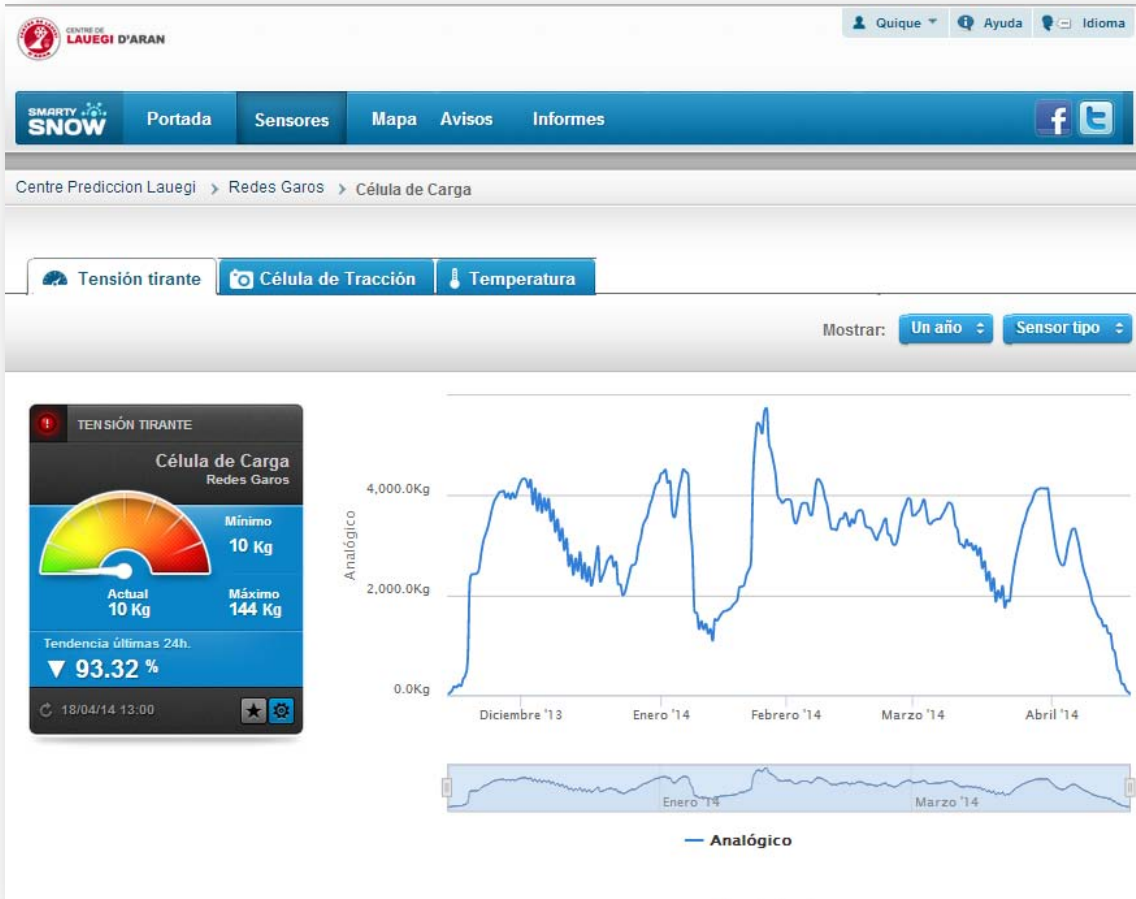 CENTRE DE
LAUEGI D'ARAN
Quique
Ayuda
Idioma
SMARTY
SNOW
Portada
Sensores
Mapa
Avisos
Informes
Centre Prediccion Lauegi > Redes Garos > Célula de Carga
Tensión tirante
Célula de Tracción
Temperatura
Mostrar:
Un año
Sensor tipo
TENSIÓN TIRANTE
Célula de Carga
Redes Garos
Mínimo
10 Kg
Actual
10 Kg
Máximo
144 Kg
Tendencia últimas 24h.
▼ 93.32 %
18/04/14 13:00
Analógico
4,000.0Kg
2,000.0Kg
0.0Kg
Diciembre '13
Enero '14
Febrero '14
Marzo '14
Abril '14
Enero '14
Marzo '14
Analógico